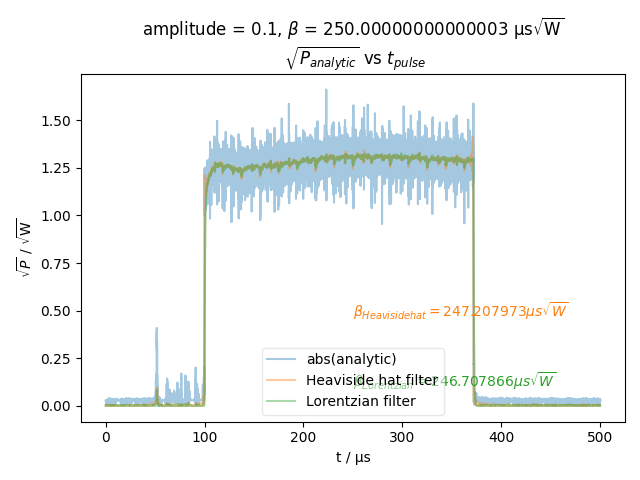 amplitude = 0.1, β = 250.00000000000003 µs√W
√P_analytic vs t_pulse
1.50
1.25
1.00
0.75
0.50
0.25
0.00
√P / √W
β_Heavisidehat = 247.207973µs√W
β_Lorentzian = 246.707866µs√W
abs(analytic)
Heaviside hat filter
Lorentzian filter
0 100 200 300 400 500
t / µs